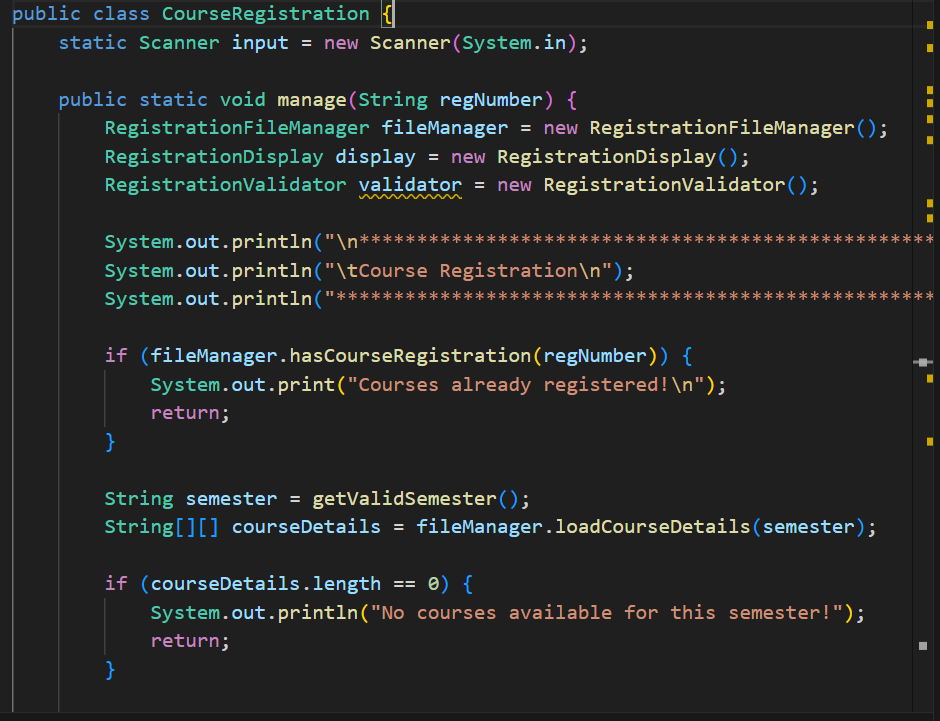 public class CourseRegistration {
static Scanner input = new Scanner(System.in);
public static void manage(String regNumber) {
RegistrationFileManager fileManager = new RegistrationFileManager();
RegistrationDisplay display = new RegistrationDisplay();
RegistrationValidator validator = new RegistrationValidator();
System.out.println("\n**************************************************
System.out.println("\tCourse Registration\n");
System.out.println("****************************************************
if (fileManager.hasCourseRegistration(regNumber)) {
System.out.print("Courses already registered!\n");
return;
}
String semester = getValidSemester();
String[][] courseDetails = fileManager.loadCourseDetails(semester);
if (courseDetails.length == 0) {
System.out.println("No courses available for this semester!");
return;
}